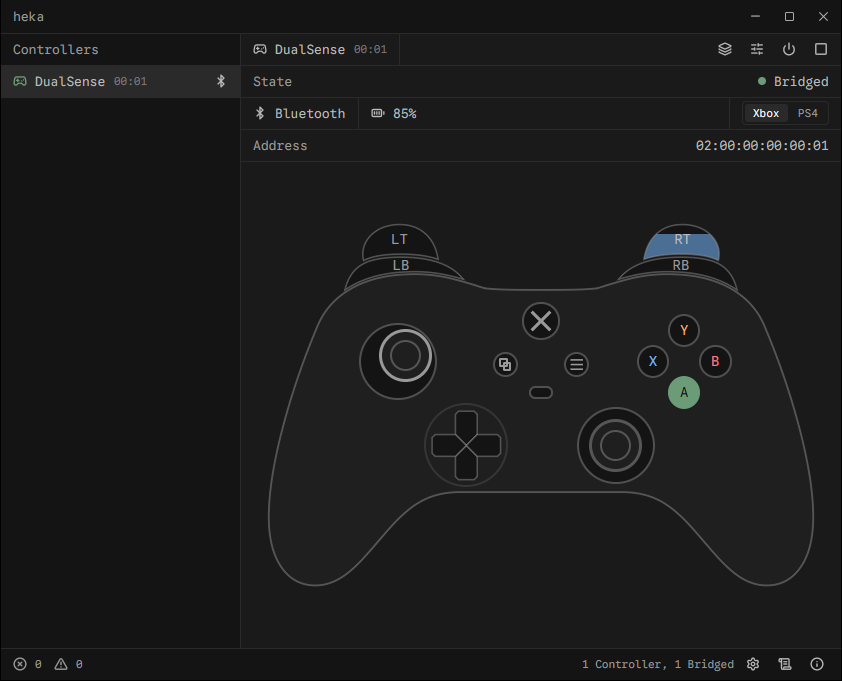 heka
Controllers
DualSense 00:01
DualSense 00:01
State
Bridged
Bluetooth
85%
Xbox
PS4
Address
02:00:00:00:00:01
LT
RT
LB
RB
Y
X
B
A
0
0
1 Controller, 1 Bridged